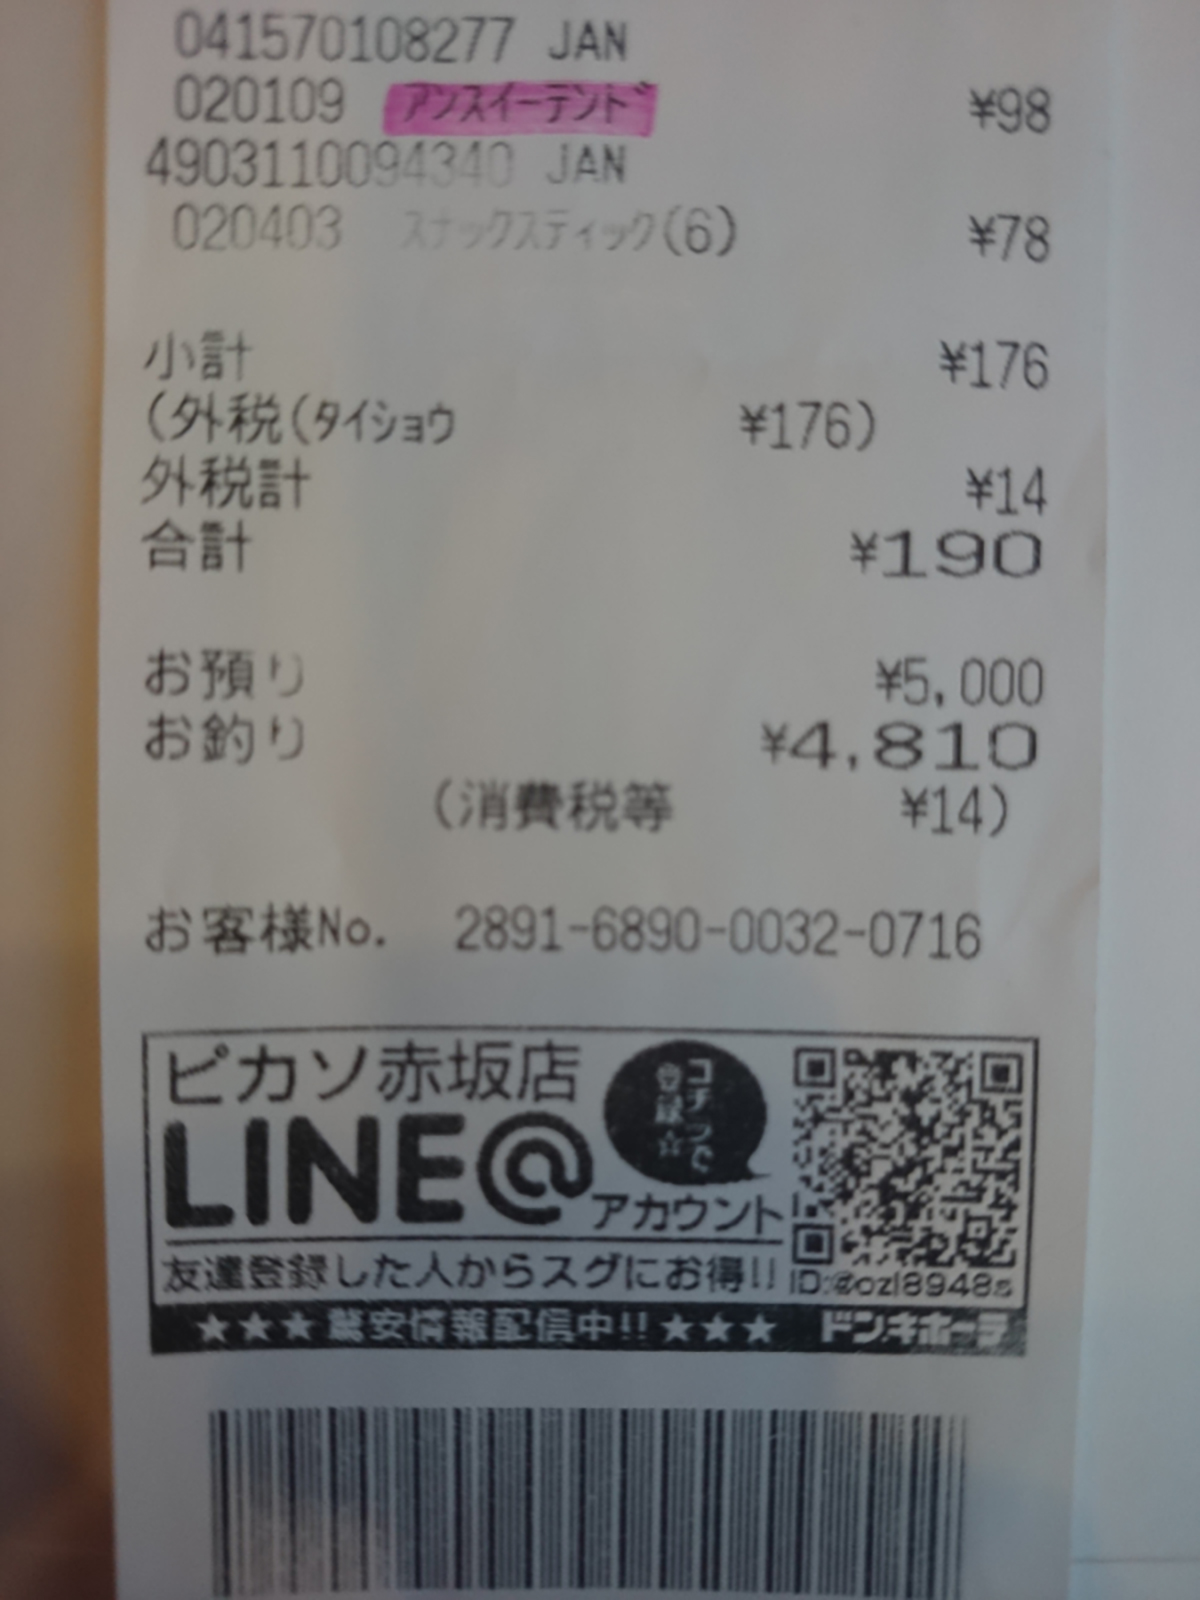 041570108277 JAN
020109 アンスイーテンド ¥98
4903110094340 JAN
020403 スナックスティック(6) ¥78
小計 ¥176
(外税(タイショウ ¥176)
外税計 ¥14
合計 ¥190
お預り ¥5,000
お釣り ¥4,810
(消費税等 ¥14)
お客様No. 2891-6890-0032-0716
ピカソ赤坂店
コチラで登録☆
LINE@アカウント
友達登録した人からスグにお得!!
ID:@ozl8948s
★★★驚安情報配信中!!★★★ ドン.キホーテ